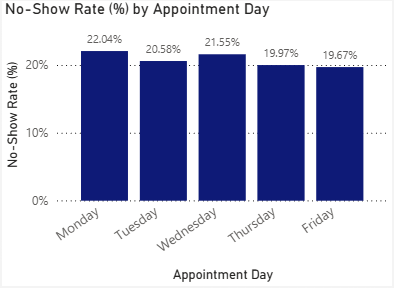 No-Show Rate (%) by Appointment Day
22.04%
20.58%
21.55%
19.97%
19.67%
20%
10%
0%
No-Show Rate (%)
Monday
Tuesday
Wednesday
Thursday
Friday
Appointment Day